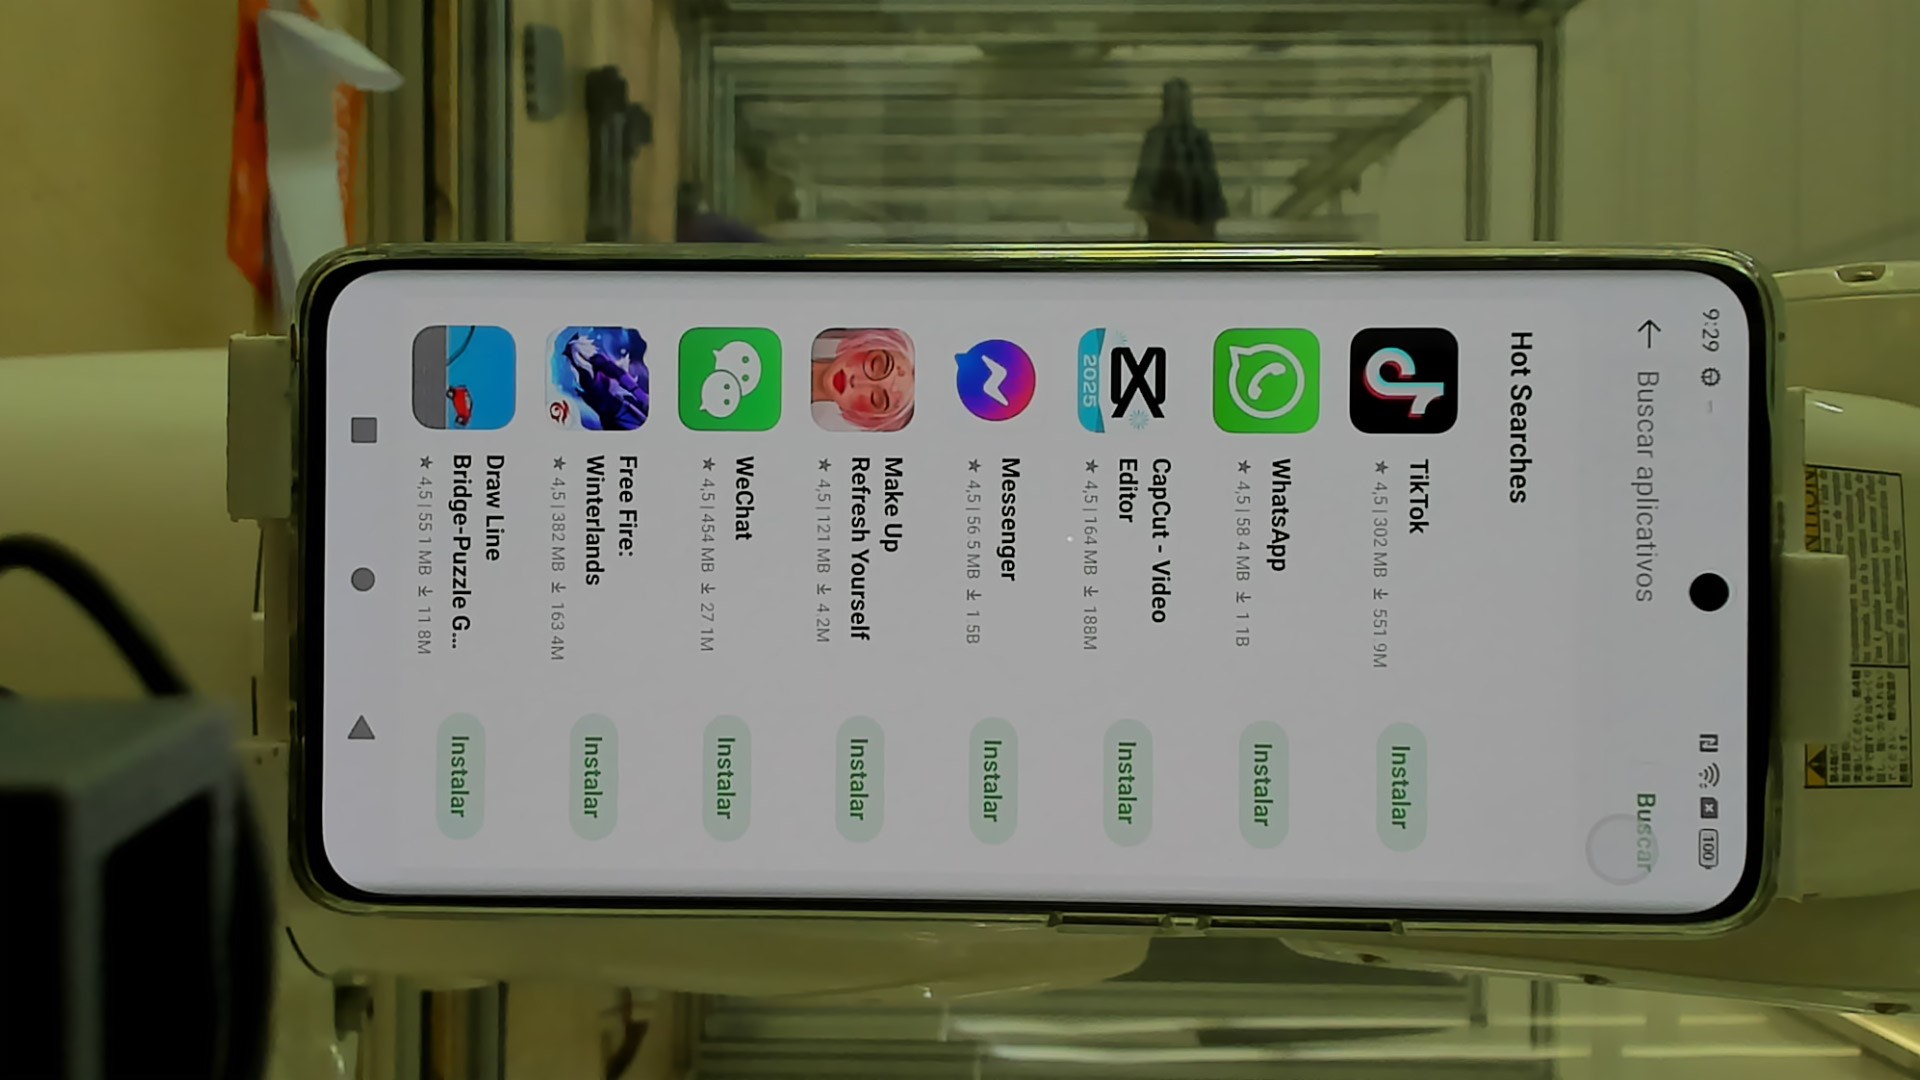 9:29
100
Buscar aplicativos
Buscar
Hot Searches
TikTok
★ 4,5 | 302 MB ↓ 551 9M
Instalar
WhatsApp
★ 4,5 | 58 4 MB ↓ 1 1B
Instalar
2025
CapCut - Video
Editor
★ 4,5 | 164 MB ↓ 188M
Instalar
Messenger
★ 4,5 | 56 5 MB ↓ 1 5B
Instalar
Make Up
Refresh Yourself
★ 4,5 | 121 MB ↓ 4 2M
Instalar
WeChat
★ 4,5 | 454 MB ↓ 27 1M
Instalar
Free Fire:
Winterlands
★ 4,5 | 382 MB ↓ 163 4M
Instalar
Draw Line
Bridge-Puzzle G...
★ 4,5 | 55 1 MB ↓ 11 8M
Instalar